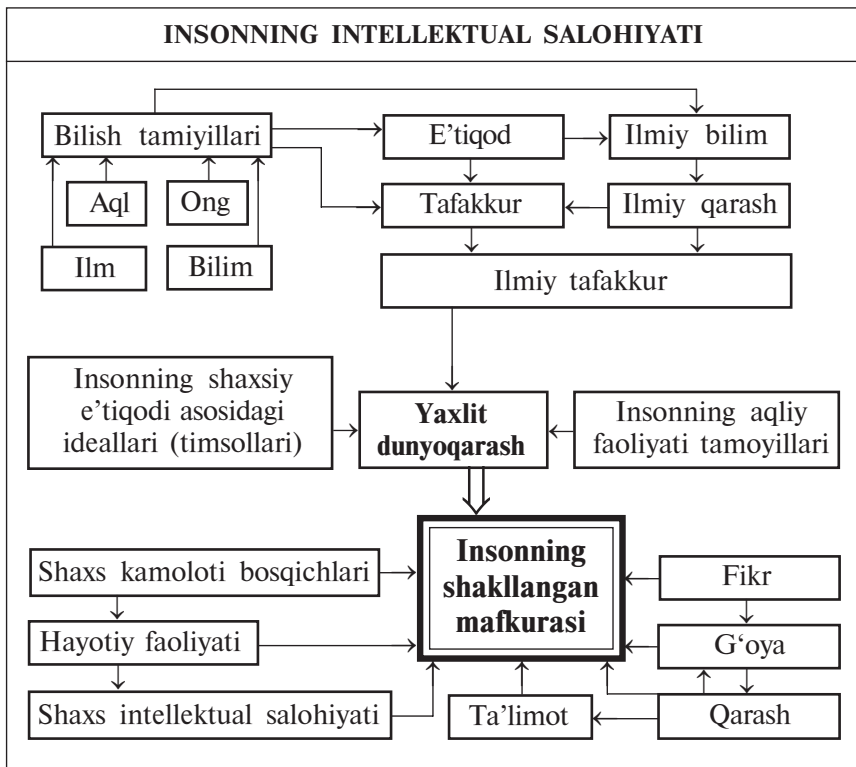 INSONNING INTELLEKTUAL SALOHIYATI
Bilish tamiyillari
E’tiqod
Ilmiy bilim
Aql
Ong
Tafakkur
Ilmiy qarash
Ilm
Bilim
Ilmiy tafakkur
Insonning shaxsiy
e’tiqodi asosidagi
ideallari (timsollari)
Yaxlit
dunyoqarash
Insonning aqliy
faoliyati tamoyillari
Insonning
shakllangan
mafkurasi
Shaxs kamoloti bosqichlari
Hayotiy faoliyati
Shaxs intellektual salohiyati
Fikr
G‘oya
Ta’limot
Qarash